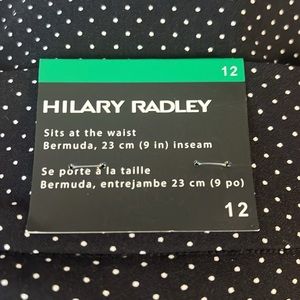 12
HILARY RADLEY
Sits at the waist
Bermuda, 23 cm (9 in) inseam
Se porte à la taille
Bermuda, entrejambe 23 cm (9 po)
12